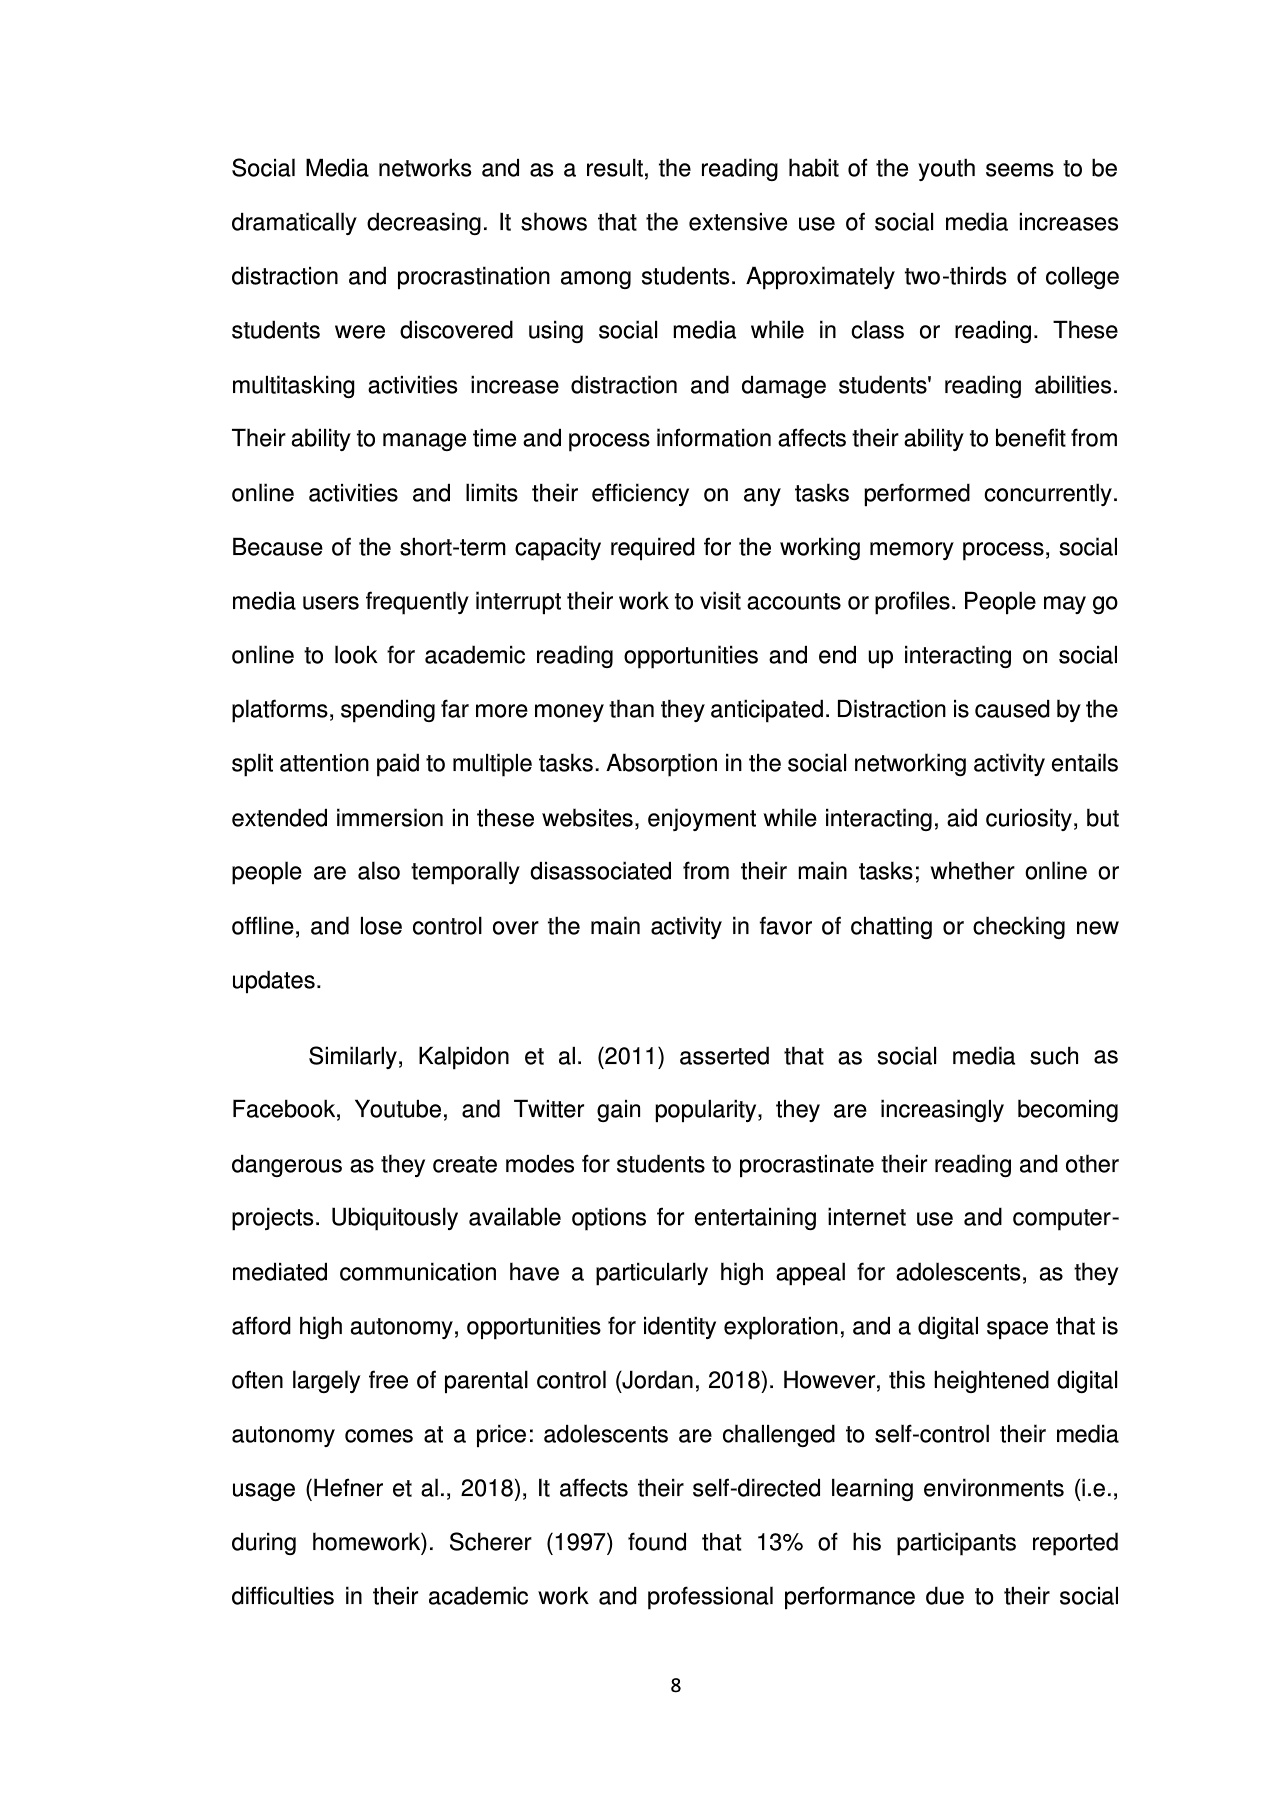 Social Media networks and as a result, the reading habit of the youth seems to be
dramatically decreasing. It shows that the extensive use of social media increases
distraction and procrastination among students. Approximately two-thirds of college
students were discovered using social media while in class or reading. These
multitasking activities increase distraction and damage students' reading abilities.
Their ability to manage time and process information affects their ability to benefit from
online activities and limits their efficiency on any tasks performed concurrently.
Because of the short-term capacity required for the working memory process, social
media users frequently interrupt their work to visit accounts or profiles. People may go
online to look for academic reading opportunities and end up interacting on social
platforms, spending far more money than they anticipated. Distraction is caused by the
split attention paid to multiple tasks. Absorption in the social networking activity entails
extended immersion in these websites, enjoyment while interacting, aid curiosity, but
people are also temporally disassociated from their main tasks; whether online or
offline, and lose control over the main activity in favor of chatting or checking new
updates.
Similarly, Kalpidon et al. (2011) asserted that as social media such as
Facebook, Youtube, and Twitter gain popularity, they are increasingly becoming
dangerous as they create modes for students to procrastinate their reading and other
projects. Ubiquitously available options for entertaining internet use and computer-
mediated communication have a particularly high appeal for adolescents, as they
afford high autonomy, opportunities for identity exploration, and a digital space that is
often largely free of parental control (Jordan, 2018). However, this heightened digital
autonomy comes at a price: adolescents are challenged to self-control their media
usage (Hefner et al., 2018), It affects their self-directed learning environments (i.e.,
during homework). Scherer (1997) found that 13% of his participants reported
difficulties in their academic work and professional performance due to their social
8